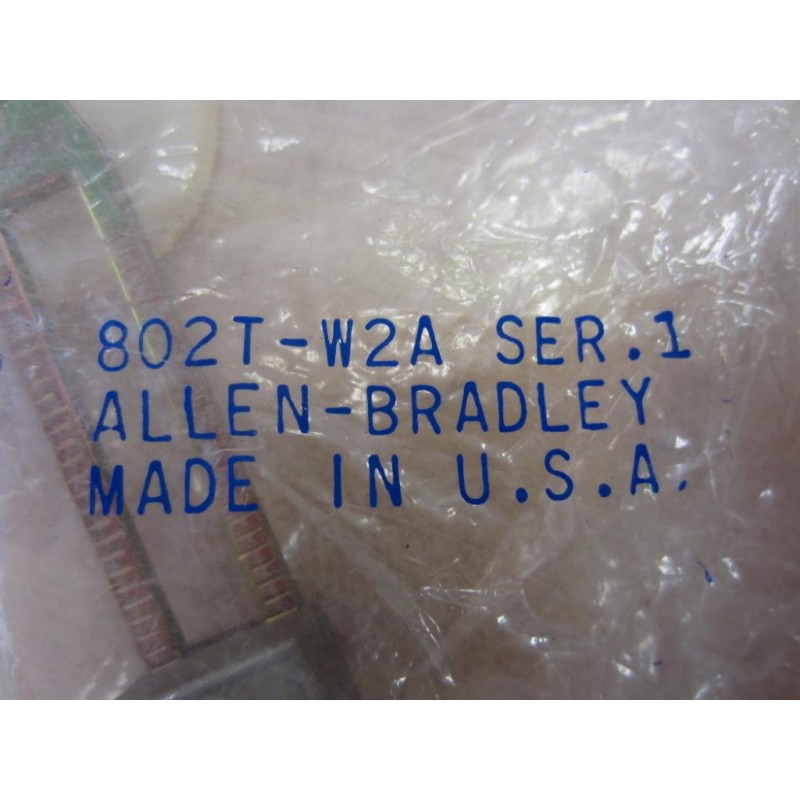 802T-W2A SER.1
ALLEN-BRADLEY
MADE IN U.S.A.